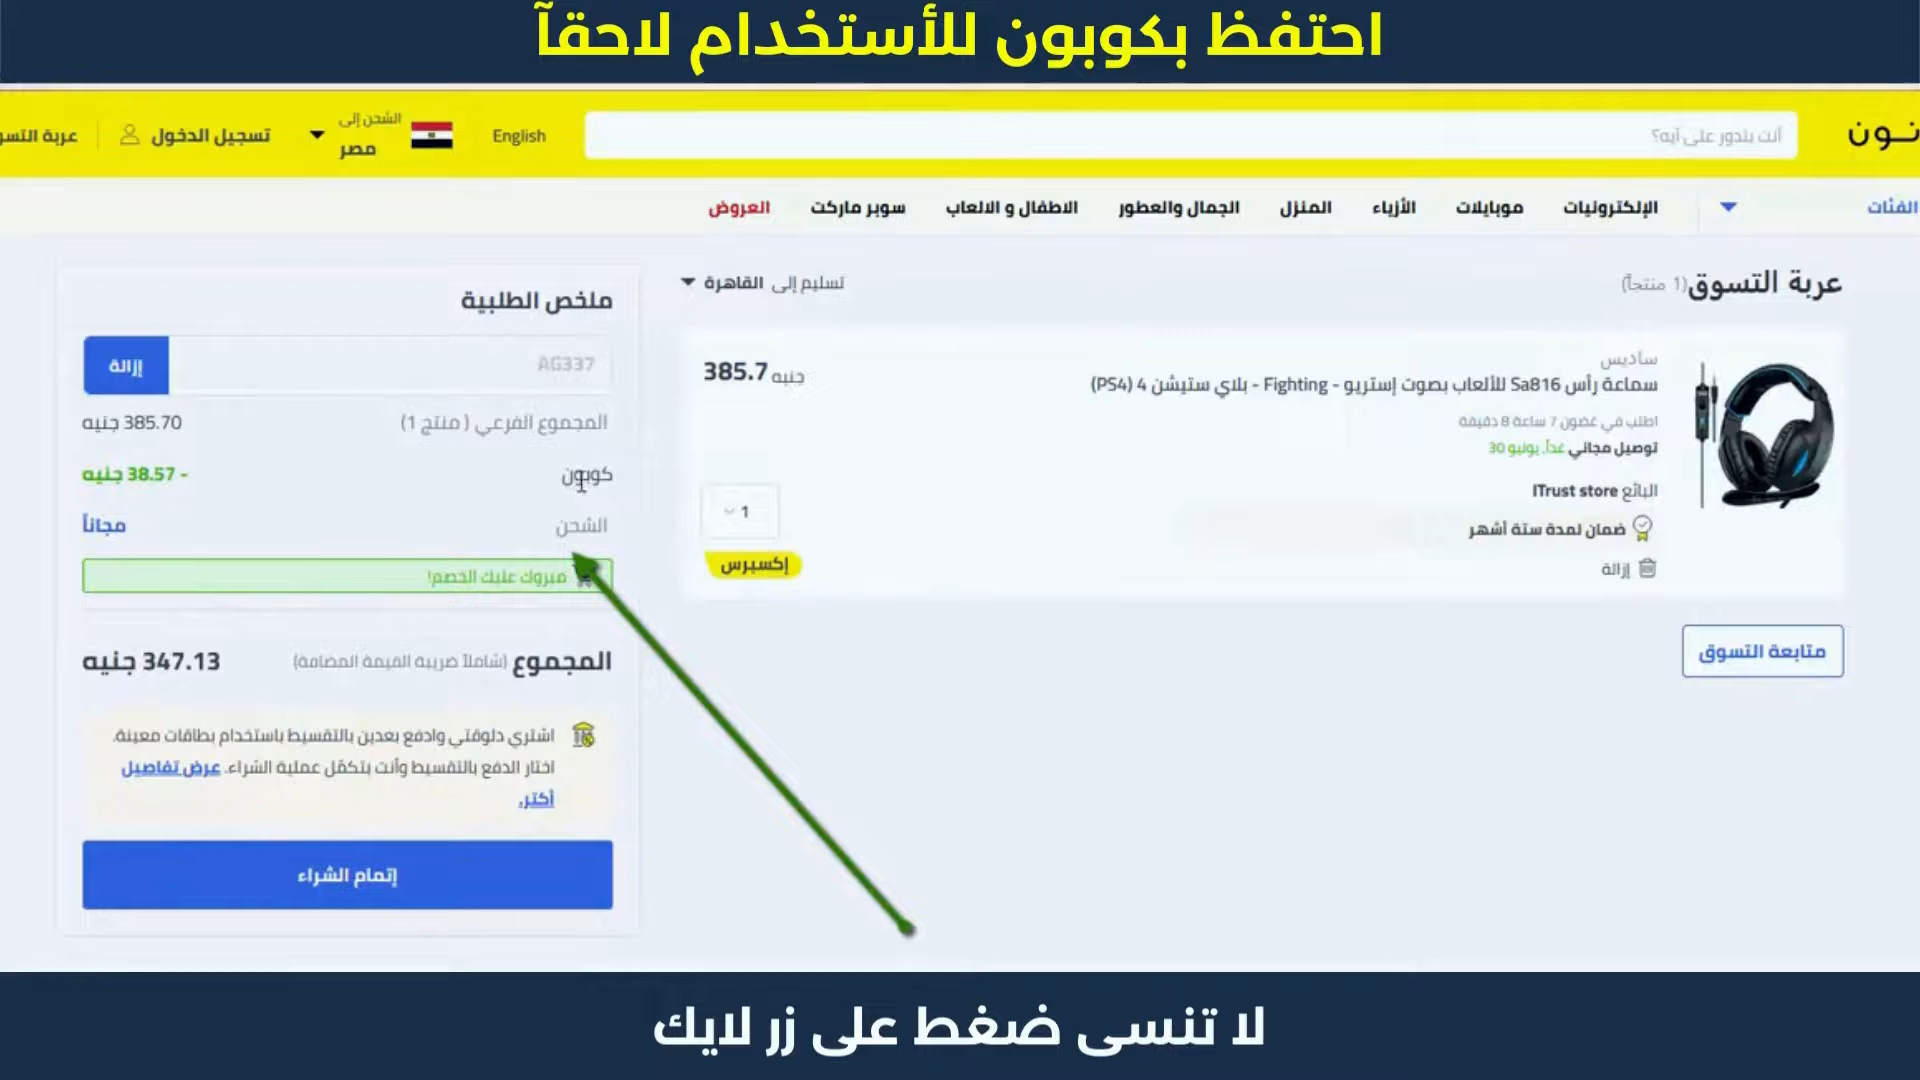 احتفظ بكوبون للأستخدام لاحقآ
نون
أنت بتدور على أيه؟
English
الشحن إلى
مصر
تسجيل الدخول
عربة التسو
الفئات
الإلكترونيات
موبايلات
الأزياء
المنزل
الجمال والعطور
الاطفال و الالعاب
سوبر ماركت
العروض
عربة التسوق (1 منتجاً)
تسليم إلى القاهرة
ساديس
سماعة رأس Sa816 للألعاب بصوت إستريو - Fighting - بلاي ستيشن 4 (PS4)
385.7 جنيه
اطلب في غضون 7 ساعة 8 دقيقة
توصيل مجاني غداً, يونيو 30
البائع ITrust store
ضمان لمدة ستة أشهر
إزالة
1
إكسبرس
متابعة التسوق
ملخص الطلبية
AG337
إزالة
المجموع الفرعي ( منتج 1)
385.70 جنيه
كوبون
- 38.57 جنيه
الشحن
مجاناً
مبروك عليك الخصم!
المجموع (شاملاً ضريبة القيمة المضافة)
347.13 جنيه
اشتري دلوقتي وادفع بعدين بالتقسيط باستخدام بطاقات معينة.
اختار الدفع بالتقسيط وأنت بتكمّل عملية الشراء. عرض تفاصيل
أكتر.
إتمام الشراء
لا تنسى ضغط على زر لايك